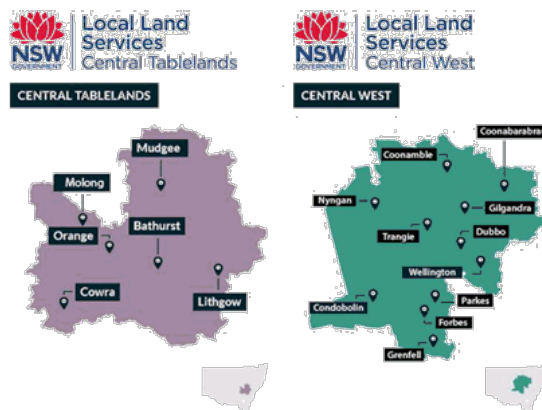 NSW
GOVERNMENT
Local Land
Services
Central Tablelands
CENTRAL TABLELANDS
Mudgee
Molong
Orange
Bathurst
Cowra
Lithgow
NSW
GOVERNMENT
Local Land
Services
Central West
CENTRAL WEST
Coonabarabra
Coonamble
Nyngan
Gilgandra
Trangie
Dubbo
Wellington
Condobolin
Parkes
Forbes
Grenfell